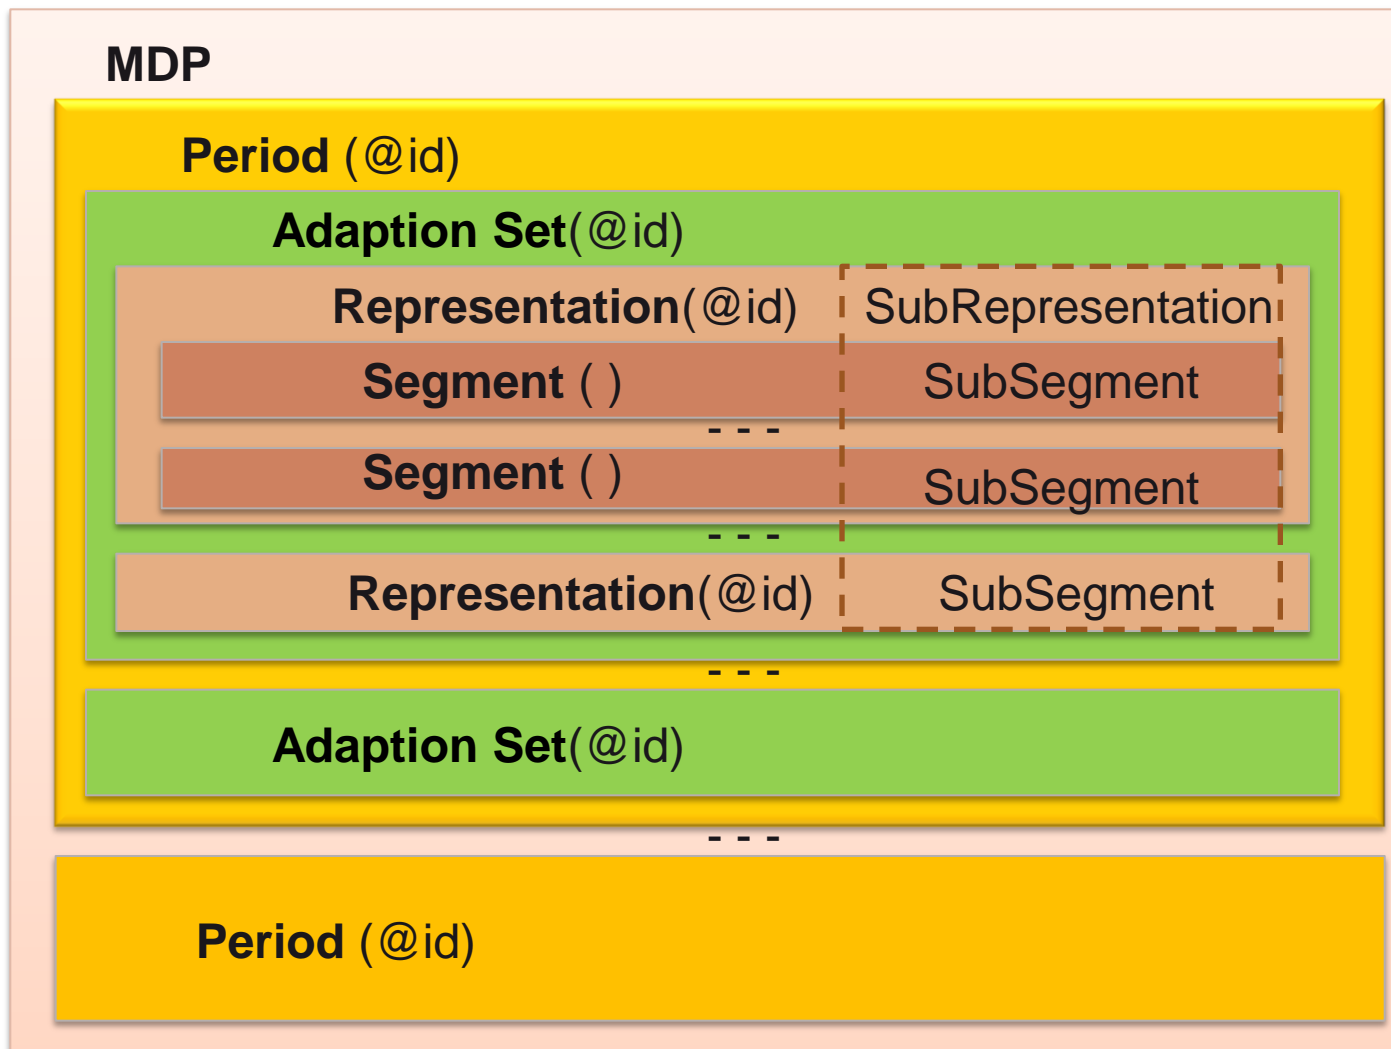 MDP
Period (@id)
Adaption Set(@id)
Representation(@id) SubRepresentation
Segment ( ) SubSegment
- - -
Segment ( ) SubSegment
- - -
Representation(@id) SubSegment
- - -
Adaption Set(@id)
- - -
Period (@id)